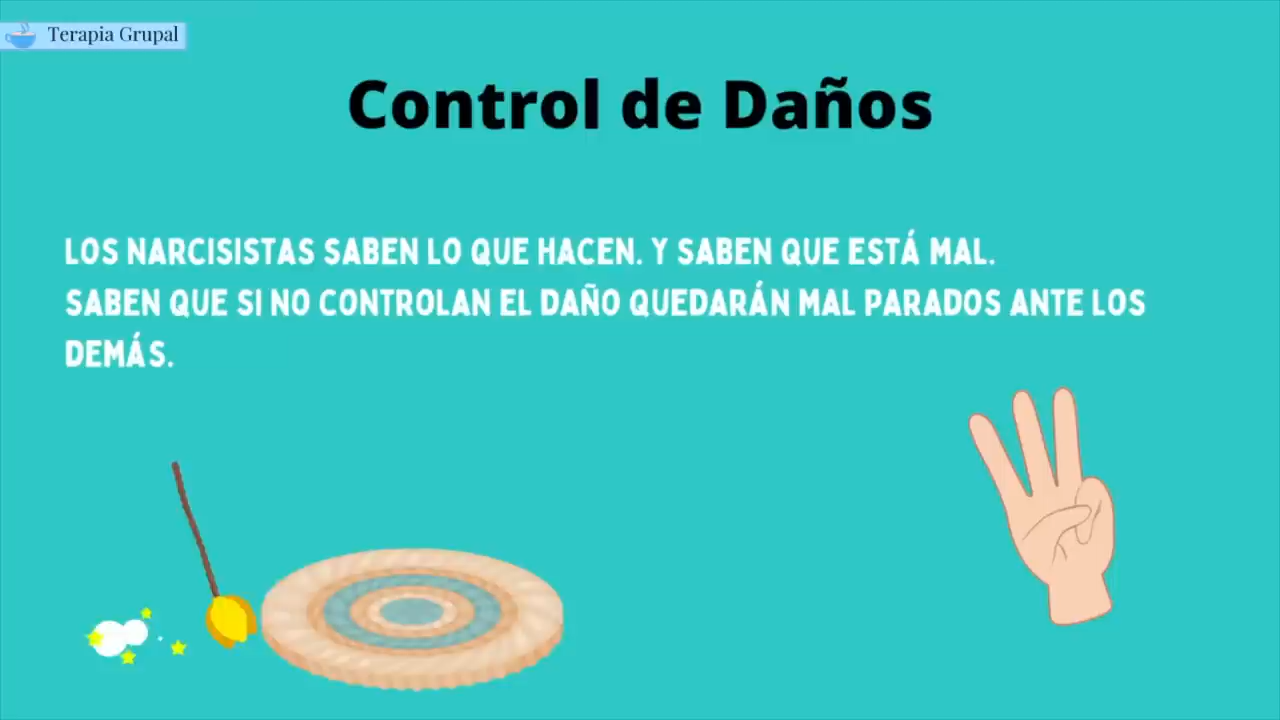 Terapia Grupal
Control de Daños
LOS NARCISISTAS SABEN LO QUE HACEN. Y SABEN QUE ESTÁ MAL.
SABEN QUE SI NO CONTROLAN EL DAÑO QUEDARÁN MAL PARADOS ANTE LOS
DEMÁS.